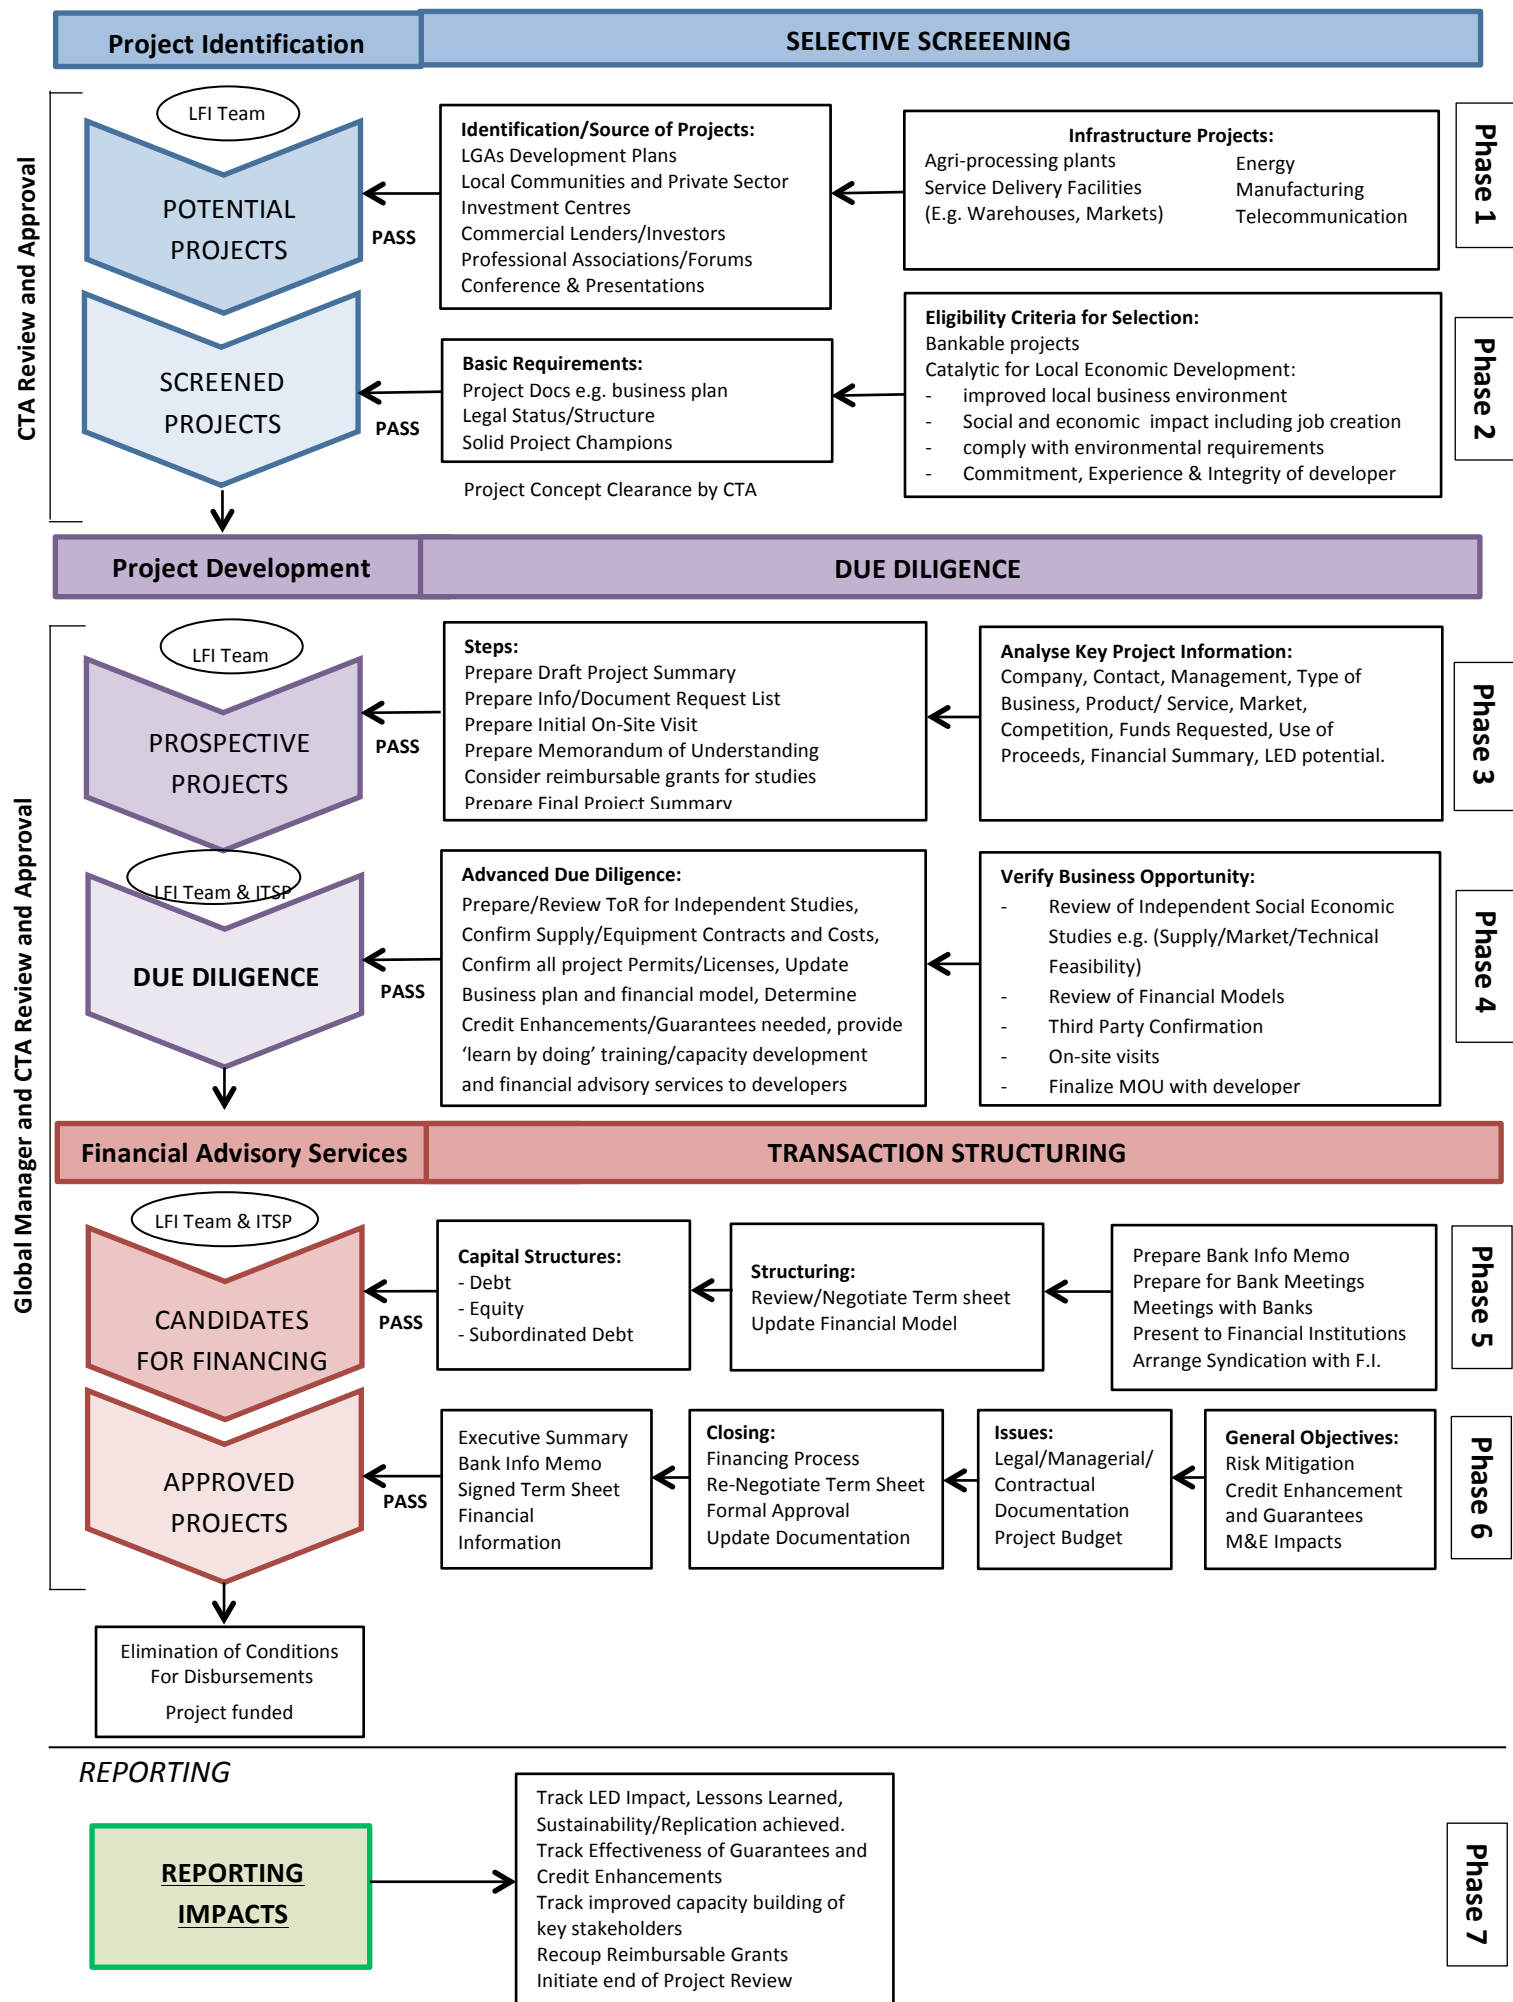 Project Identification
SELECTIVE SCREEENING
CTA Review and Approval
LFI Team
POTENTIAL
PROJECTS
PASS
Identification/Source of Projects:
LGAs Development Plans
Local Communities and Private Sector
Investment Centres
Commercial Lenders/Investors
Professional Associations/Forums
Conference & Presentations
Infrastructure Projects:
Agri-processing plants
Service Delivery Facilities
(E.g. Warehouses, Markets)
Energy
Manufacturing
Telecommunication
Phase 1
SCREENED
PROJECTS
PASS
Basic Requirements:
Project Docs e.g. business plan
Legal Status/Structure
Solid Project Champions
Project Concept Clearance by CTA
Eligibility Criteria for Selection:
Bankable projects
Catalytic for Local Economic Development:
- improved local business environment
- Social and economic impact including job creation
- comply with environmental requirements
- Commitment, Experience & Integrity of developer
Phase 2
Project Development
DUE DILIGENCE
Global Manager and CTA Review and Approval
LFI Team
PROSPECTIVE
PROJECTS
PASS
Steps:
Prepare Draft Project Summary
Prepare Info/Document Request List
Prepare Initial On-Site Visit
Prepare Memorandum of Understanding
Consider reimbursable grants for studies
Prepare Final Project Summary
Analyse Key Project Information:
Company, Contact, Management, Type of
Business, Product/ Service, Market,
Competition, Funds Requested, Use of
Proceeds, Financial Summary, LED potential.
Phase 3
LFI Team & ITSP
DUE DILIGENCE
PASS
Advanced Due Diligence:
Prepare/Review ToR for Independent Studies,
Confirm Supply/Equipment Contracts and Costs,
Confirm all project Permits/Licenses, Update
Business plan and financial model, Determine
Credit Enhancements/Guarantees needed, provide
‘learn by doing’ training/capacity development
and financial advisory services to developers
Verify Business Opportunity:
- Review of Independent Social Economic
Studies e.g. (Supply/Market/Technical
Feasibility)
- Review of Financial Models
- Third Party Confirmation
- On-site visits
- Finalize MOU with developer
Phase 4
Financial Advisory Services
TRANSACTION STRUCTURING
LFI Team & ITSP
CANDIDATES
FOR FINANCING
PASS
Capital Structures:
- Debt
- Equity
- Subordinated Debt
Structuring:
Review/Negotiate Term sheet
Update Financial Model
Prepare Bank Info Memo
Prepare for Bank Meetings
Meetings with Banks
Present to Financial Institutions
Arrange Syndication with F.I.
Phase 5
APPROVED
PROJECTS
PASS
Executive Summary
Bank Info Memo
Signed Term Sheet
Financial
Information
Closing:
Financing Process
Re-Negotiate Term Sheet
Formal Approval
Update Documentation
Issues:
Legal/Managerial/
Contractual
Documentation
Project Budget
General Objectives:
Risk Mitigation
Credit Enhancement
and Guarantees
M&E Impacts
Phase 6
Elimination of Conditions
For Disbursements
Project funded
REPORTING
REPORTING
IMPACTS
Track LED Impact, Lessons Learned,
Sustainability/Replication achieved.
Track Effectiveness of Guarantees and
Credit Enhancements
Track improved capacity building of
key stakeholders
Recoup Reimbursable Grants
Initiate end of Project Review
Phase 7